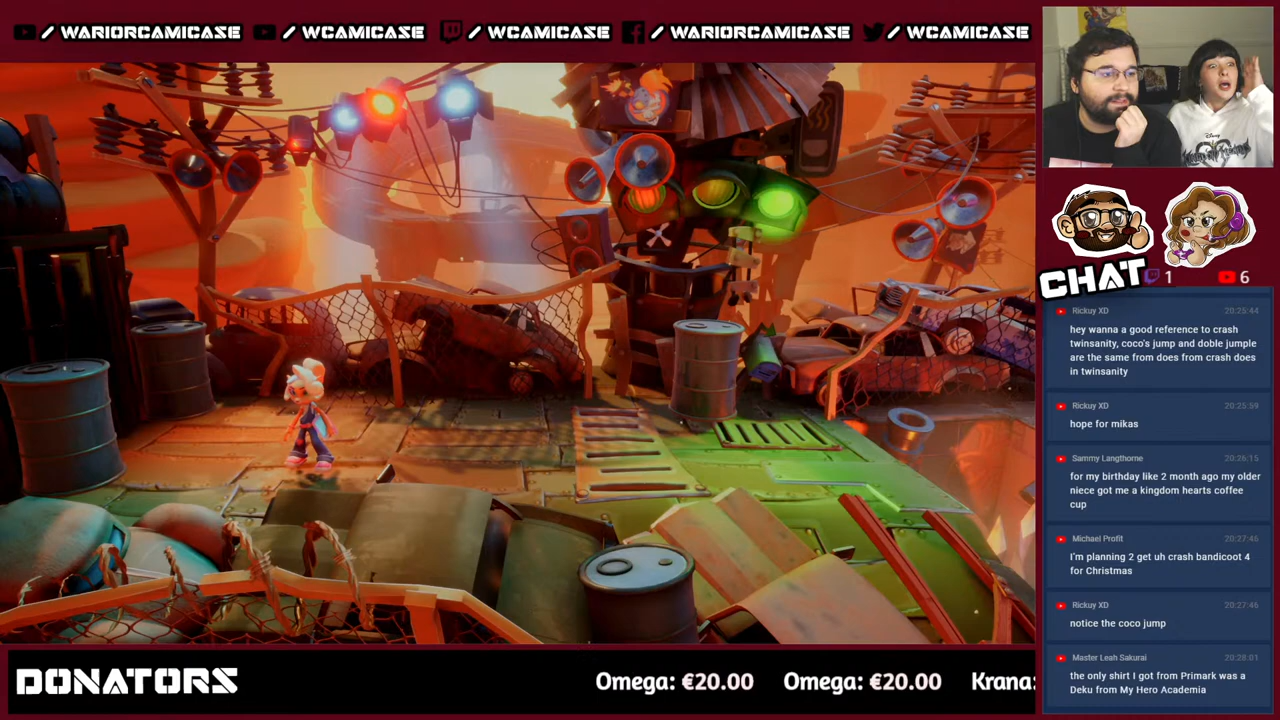 / WARIORCAMICASE / WCAMICASE / WCAMICASE / WARIORCAMICASE / WCAMICASE
Disney
CHAT 1 6
Rickuy XD 20:25:44
hey wanna a good reference to crash
twinsanity, coco's jump and doble jumple
are the same from does from crash does
in twinsanity
Rickuy XD 20:25:59
hope for mikas
Sammy Langthorne 20:26:15
for my birthday like 2 month ago my older
niece got me a kingdom hearts coffee
cup
Michael Profit 20:27:46
I'm planning 2 get uh crash bandicoot 4
for Christmas
Rickuy XD 20:27:46
notice the coco jump
Master Leah Sakurai 20:28:01
the only shirt I got from Primark was a
Deku from My Hero Academia
DONATORS Omega: €20.00 Omega: €20.00 Krana: